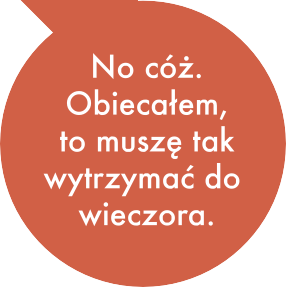 No cóż.
Obiecałem,
to muszę tak
wytrzymać do
wieczora.